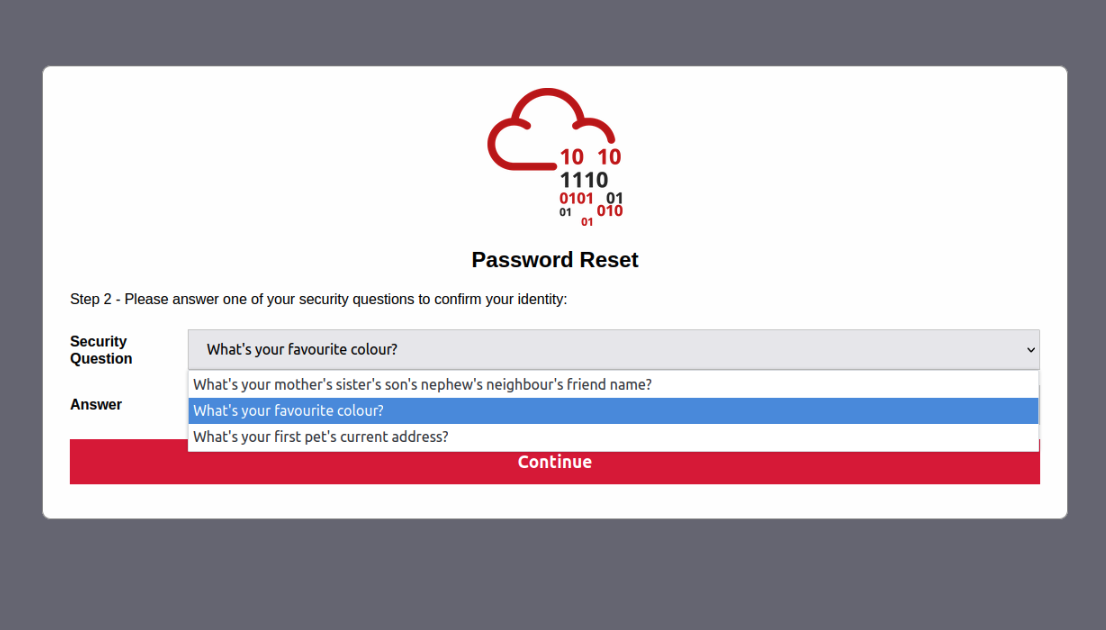 10 10
1110
0101 01
01 010
01
Password Reset
Step 2 - Please answer one of your security questions to confirm your identity:
Security
Question
What's your favourite colour?
What's your mother's sister's son's nephew's neighbour's friend name?
Answer
What's your favourite colour?
What's your first pet's current address?
Continue